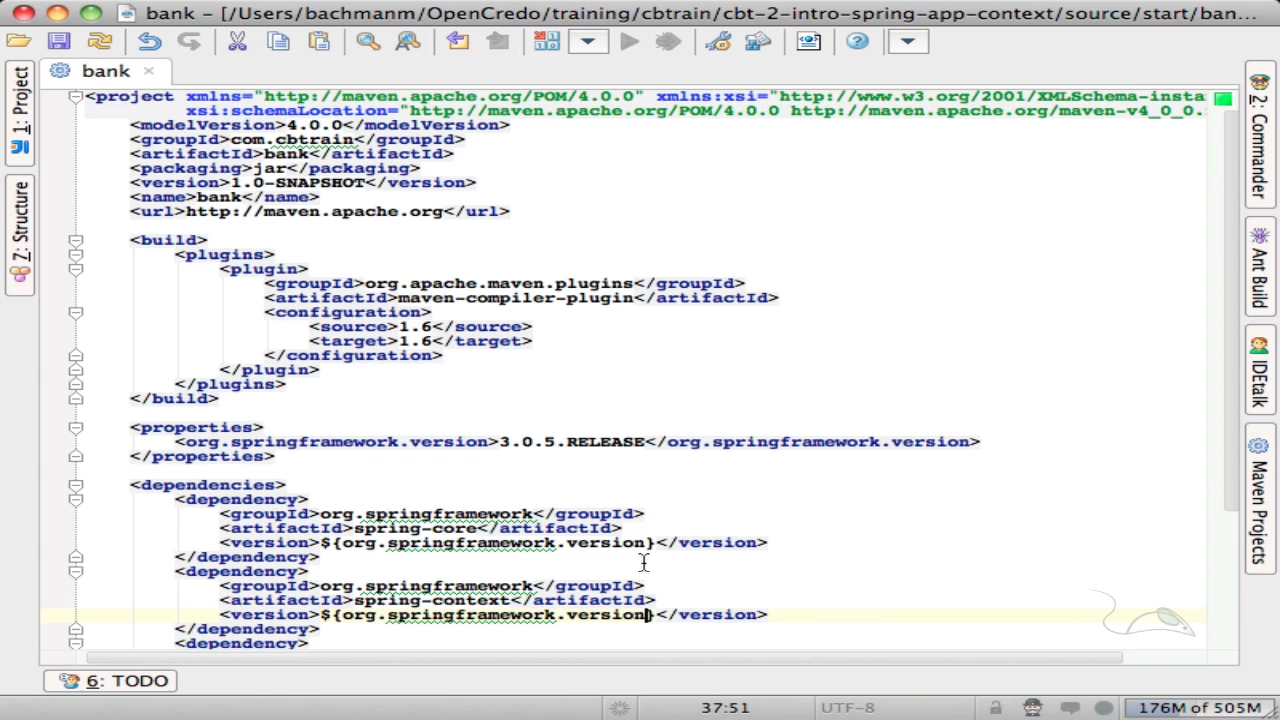 bank – [/Users/bachmanm/OpenCredo/training/cbtrain/cbt-2-intro-spring-app-context/source/start/ban...
bank
1: Project
7: Structure
<project xmlns="http://maven.apache.org/POM/4.0.0" xmlns:xsi="http://www.w3.org/2001/XMLSchema-insta
xsi:schemaLocation="http://maven.apache.org/POM/4.0.0 http://maven.apache.org/maven-v4_0_0.
<modelVersion>4.0.0</modelVersion>
<groupId>com.cbtrain</groupId>
<artifactId>bank</artifactId>
<packaging>jar</packaging>
<version>1.0-SNAPSHOT</version>
<name>bank</name>
<url>http://maven.apache.org</url>
<build>
<plugins>
<plugin>
<groupId>org.apache.maven.plugins</groupId>
<artifactId>maven-compiler-plugin</artifactId>
<configuration>
<source>1.6</source>
<target>1.6</target>
</configuration>
</plugin>
</plugins>
</build>
<properties>
<org.springframework.version>3.0.5.RELEASE</org.springframework.version>
</properties>
<dependencies>
<dependency>
<groupId>org.springframework</groupId>
<artifactId>spring-core</artifactId>
<version>${org.springframework.version}</version>
</dependency>
<dependency>
<groupId>org.springframework</groupId>
<artifactId>spring-context</artifactId>
<version>${org.springframework.version}</version>
</dependency>
<dependency>
2: Commander
Ant Build
IDEtalk
Maven Projects
6: TODO
37:51
UTF-8
176M of 505M